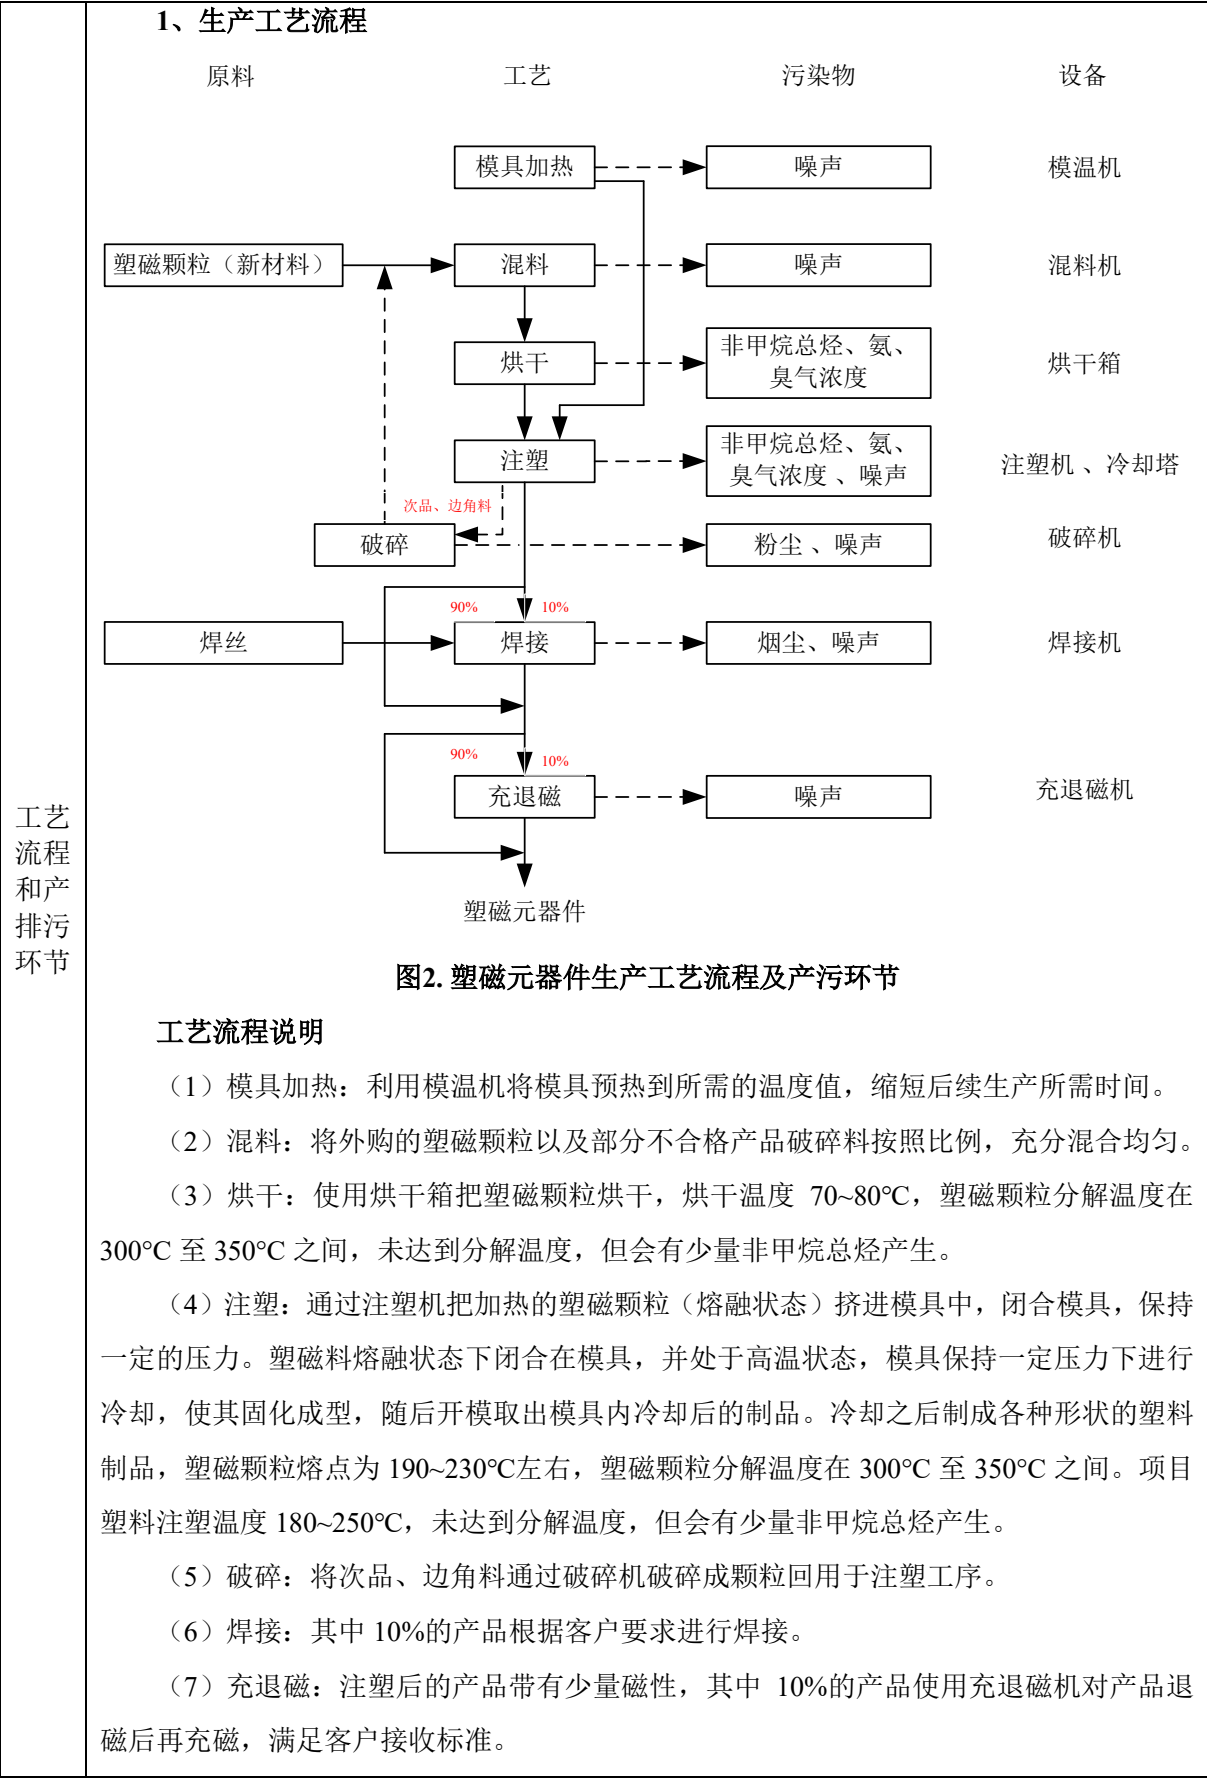 1、生产工艺流程
原料 工艺 污染物 设备
模具加热 噪声 模温机
塑磁颗粒（新材料） 混料 噪声 混料机
烘干 非甲烷总烃、氨、
臭气浓度 烘干箱
注塑 非甲烷总烃、氨、
臭气浓度 、噪声 注塑机 、冷却塔
次品、边角料
破碎 粉尘 、噪声 破碎机
90% 10%
焊丝 焊接 烟尘、噪声 焊接机
90% 10%
充退磁 噪声 充退磁机
塑磁元器件
工艺
流程
和产
排污
环节
图2. 塑磁元器件生产工艺流程及产污环节
工艺流程说明
（1）模具加热：利用模温机将模具预热到所需的温度值，缩短后续生产所需时间。
（2）混料：将外购的塑磁颗粒以及部分不合格产品破碎料按照比例，充分混合均匀。
（3）烘干：使用烘干箱把塑磁颗粒烘干，烘干温度 70~80℃，塑磁颗粒分解温度在
300°C 至 350°C 之间，未达到分解温度，但会有少量非甲烷总烃产生。
（4）注塑：通过注塑机把加热的塑磁颗粒（熔融状态）挤进模具中，闭合模具，保持
一定的压力。塑磁料熔融状态下闭合在模具，并处于高温状态，模具保持一定压力下进行
冷却，使其固化成型，随后开模取出模具内冷却后的制品。冷却之后制成各种形状的塑料
制品，塑磁颗粒熔点为 190~230℃左右，塑磁颗粒分解温度在 300°C 至 350°C 之间。项目
塑料注塑温度 180~250℃，未达到分解温度，但会有少量非甲烷总烃产生。
（5）破碎：将次品、边角料通过破碎机破碎成颗粒回用于注塑工序。
（6）焊接：其中 10%的产品根据客户要求进行焊接。
（7）充退磁：注塑后的产品带有少量磁性，其中 10%的产品使用充退磁机对产品退
磁后再充磁，满足客户接收标准。